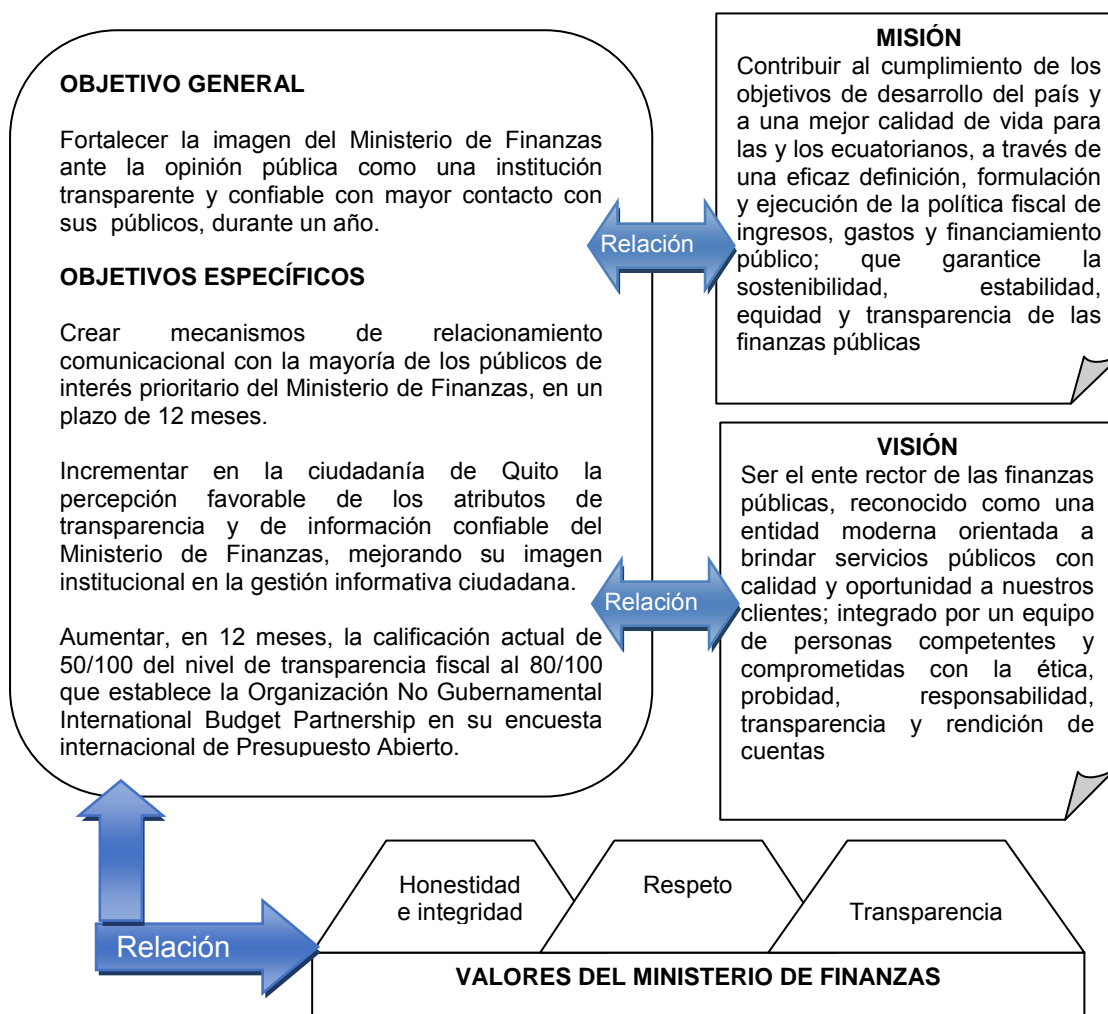 OBJETIVO GENERAL
Fortalecer la imagen del Ministerio de Finanzas
ante la opinión pública como una institución
transparente y confiable con mayor contacto con
sus públicos, durante un año.
OBJETIVOS ESPECÍFICOS
Crear mecanismos de relacionamiento
comunicacional con la mayoría de los públicos de
interés prioritario del Ministerio de Finanzas, en un
plazo de 12 meses.
Incrementar en la ciudadanía de Quito la
percepción favorable de los atributos de
transparencia y de información confiable del
Ministerio de Finanzas, mejorando su imagen
institucional en la gestión informativa ciudadana.
Aumentar, en 12 meses, la calificación actual de
50/100 del nivel de transparencia fiscal al 80/100
que establece la Organización No Gubernamental
International Budget Partnership en su encuesta
internacional de Presupuesto Abierto.
Relación
MISIÓN
Contribuir al cumplimiento de los
objetivos de desarrollo del país y
a una mejor calidad de vida para
las y los ecuatorianos, a través de
una eficaz definición, formulación
y ejecución de la política fiscal de
ingresos, gastos y financiamiento
público; que garantice la
sostenibilidad, estabilidad,
equidad y transparencia de las
finanzas públicas
Relación
VISIÓN
Ser el ente rector de las finanzas
públicas, reconocido como una
entidad moderna orientada a
brindar servicios públicos con
calidad y oportunidad a nuestros
clientes; integrado por un equipo
de personas competentes y
comprometidas con la ética,
probidad, responsabilidad,
transparencia y rendición de
cuentas
Relación
Honestidad
e integridad
Respeto
Transparencia
VALORES DEL MINISTERIO DE FINANZAS